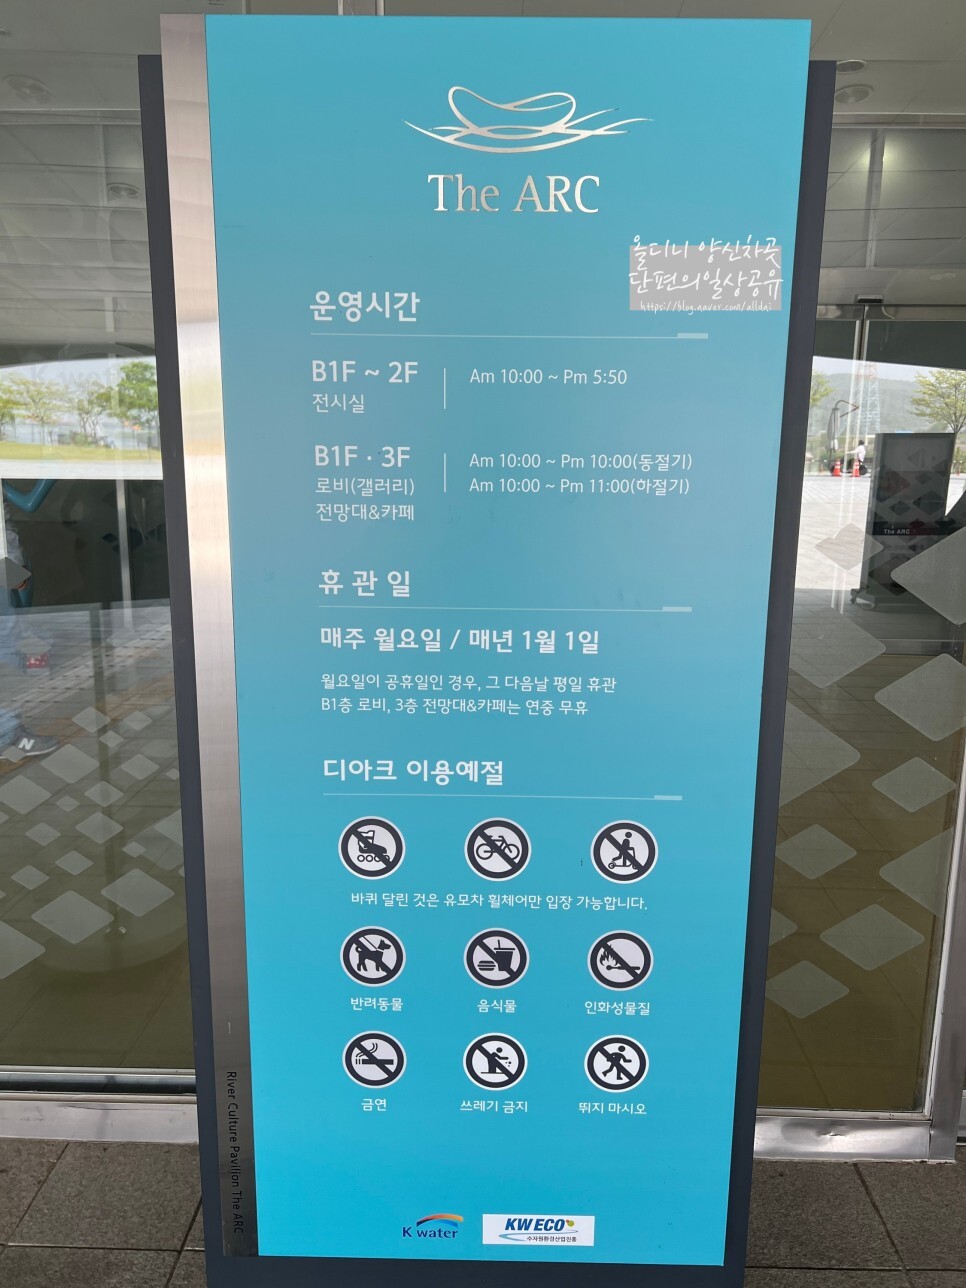 The ARC
올디니 양신차곳
단편의일상공유
https://blog.naver.com/alldni
운영시간
B1F ~ 2F
전시실
Am 10:00 ~ Pm 5:50
B1F · 3F
로비(갤러리)
전망대&카페
Am 10:00 ~ Pm 10:00(동절기)
Am 10:00 ~ Pm 11:00(하절기)
휴 관 일
매주 월요일 / 매년 1월 1일
월요일이 공휴일인 경우, 그 다음날 평일 휴관
B1층 로비, 3층 전망대&카페는 연중 무휴
디아크 이용예절
바퀴 달린 것은 유모차 휠체어만 입장 가능합니다.
반려동물
음식물
인화성물질
금연
쓰레기 금지
뛰지 마시오
River Culture Pavilion The ARC
K water
KWECO
수자원환경산업진흥
The ARC